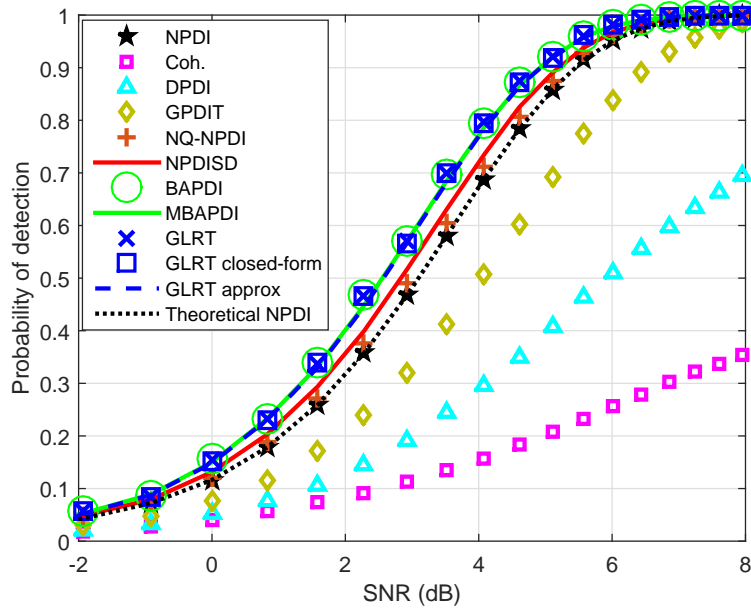 1
0.9
0.8
0.7
0.6
0.5
0.4
0.3
0.2
0.1
0
Probability of detection
NPDI
Coh.
DPDI
GPDIT
NQ-NPDI
NPDISD
BAPDI
MBAPDI
GLRT
GLRT closed-form
GLRT approx
Theoretical NPDI
-2 0 2 4 6 8
SNR (dB)